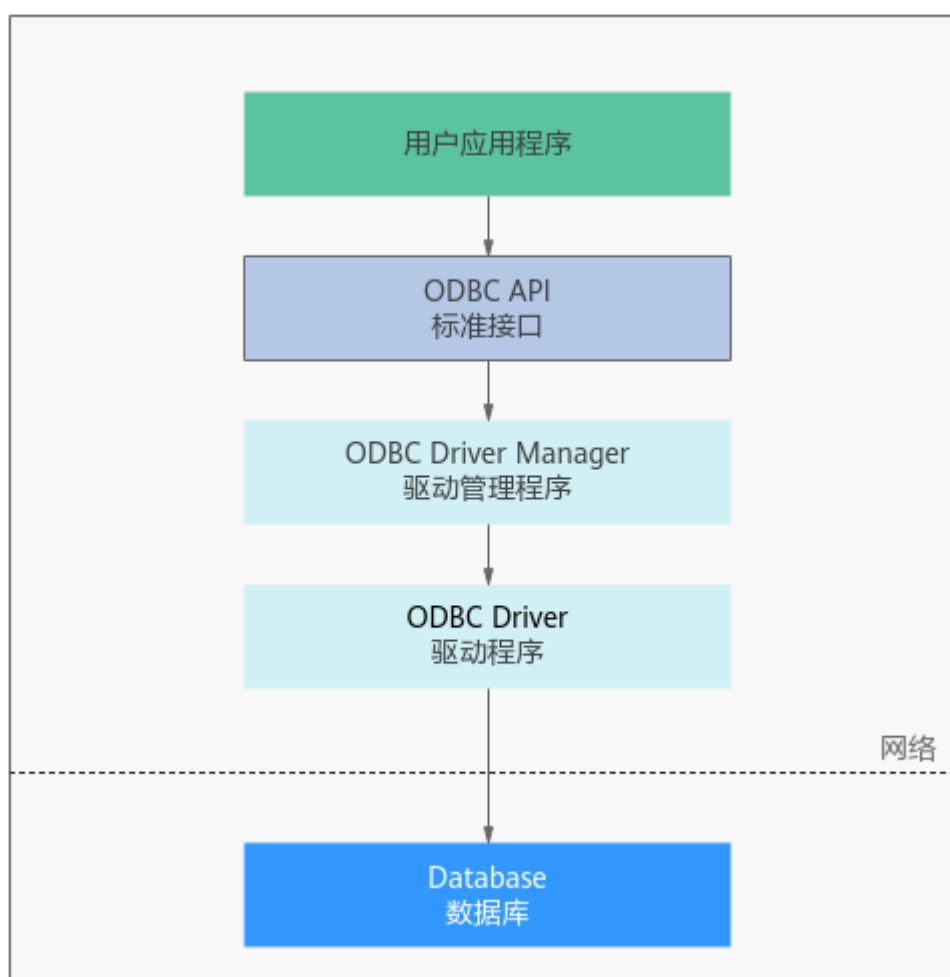 用户应用程序
ODBC API
标准接口
ODBC Driver Manager
驱动管理程序
ODBC Driver
驱动程序
网络
Database
数据库